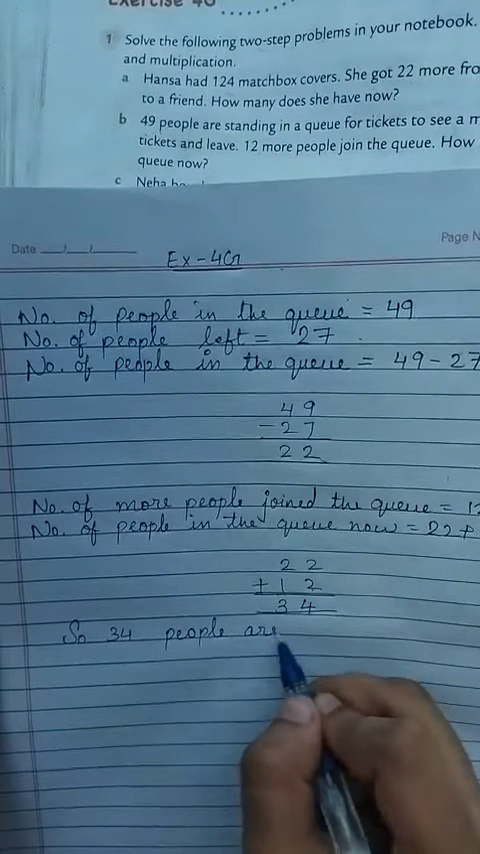 Exercise 4G
1 Solve the following two-step problems in your notebook.
and multiplication.
a Hansa had 124 matchbox covers. She got 22 more fro
to a friend. How many does she have now?
b 49 people are standing in a queue for tickets to see a m
tickets and leave. 12 more people join the queue. How
queue now?
c Neha
Date __/__/____
Page N
Ex-4G
No. of people in the queue = 49
No. of people left = 27
No. of people in the queue = 49-27
49
-27
22
No. of more people joined the queue = 12
No. of people in the queue now = 22+
22
+12
34
So 34 people are